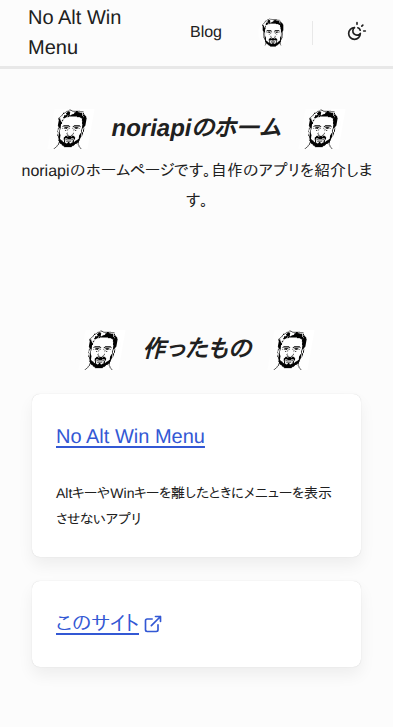 No Alt Win
Menu
Blog
noriapiのホーム
noriapiのホームページです。自作のアプリを紹介しま
す。
作ったもの
No Alt Win Menu
AltキーやWinキーを離したときにメニューを表示
させないアプリ
このサイト